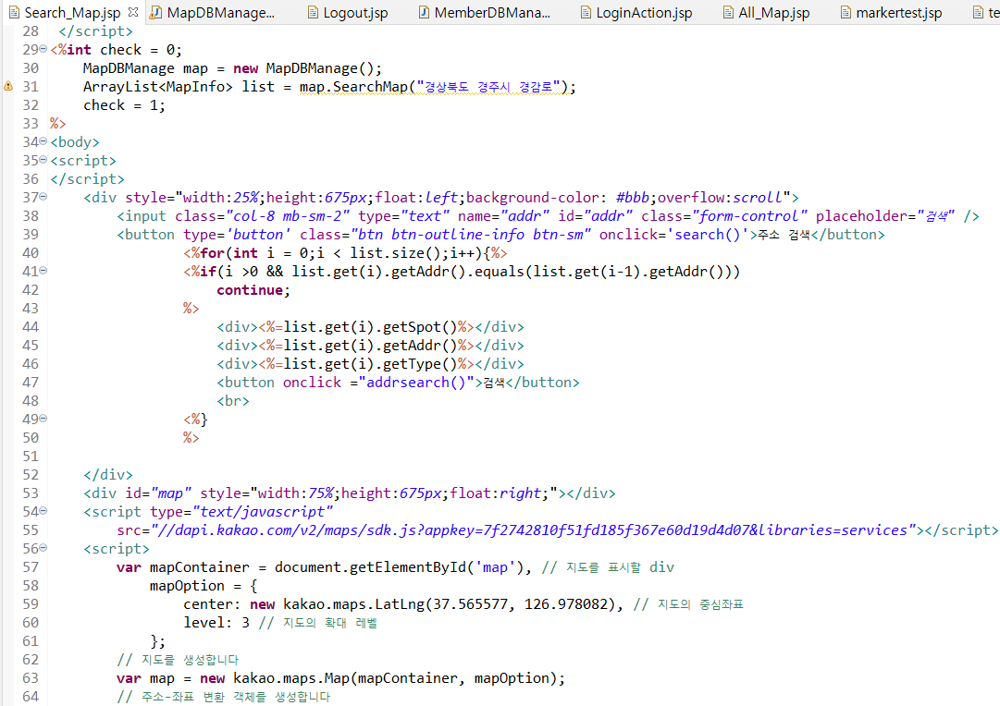 Search_Map.jsp MapDBManage... Logout.jsp MemberDBMana... LoginAction.jsp All_Map.jsp markertest.jsp te
28 </script>
29 <%int check = 0;
30 MapDBManage map = new MapDBManage();
31 ArrayList<MapInfo> list = map.SearchMap("경상북도 경주시 경감로");
32 check = 1;
33 %>
34 <body>
35 <script>
36 </script>
37 <div style="width:25%;height:675px;float:left;background-color: #bbb;overflow:scroll">
38 <input class="col-8 mb-sm-2" type="text" name="addr" id="addr" class="form-control" placeholder="검색" />
39 <button type='button' class="btn btn-outline-info btn-sm" onclick='search()'>주소 검색</button>
40 <%for(int i = 0;i < list.size();i++){%>
41 <%if(i >0 && list.get(i).getAddr().equals(list.get(i-1).getAddr()))
42 continue;
43 %>
44 <div><%=list.get(i).getSpot()%></div>
45 <div><%=list.get(i).getAddr()%></div>
46 <div><%=list.get(i).getType()%></div>
47 <button onclick ="addrsearch()">검색</button>
48 <br>
49 <%}
50 %>
51
52 </div>
53 <div id="map" style="width:75%;height:675px;float:right;"></div>
54 <script type="text/javascript"
55 src="//dapi.kakao.com/v2/maps/sdk.js?appkey=7f2742810f51fd185f367e60d19d4d07&libraries=services"></script>
56 <script>
57 var mapContainer = document.getElementById('map'), // 지도를 표시할 div
58 mapOption = {
59 center: new kakao.maps.LatLng(37.565577, 126.978082), // 지도의 중심좌표
60 level: 3 // 지도의 확대 레벨
61 };
62 // 지도를 생성합니다
63 var map = new kakao.maps.Map(mapContainer, mapOption);
64 // 주소-좌표 변환 객체를 생성합니다